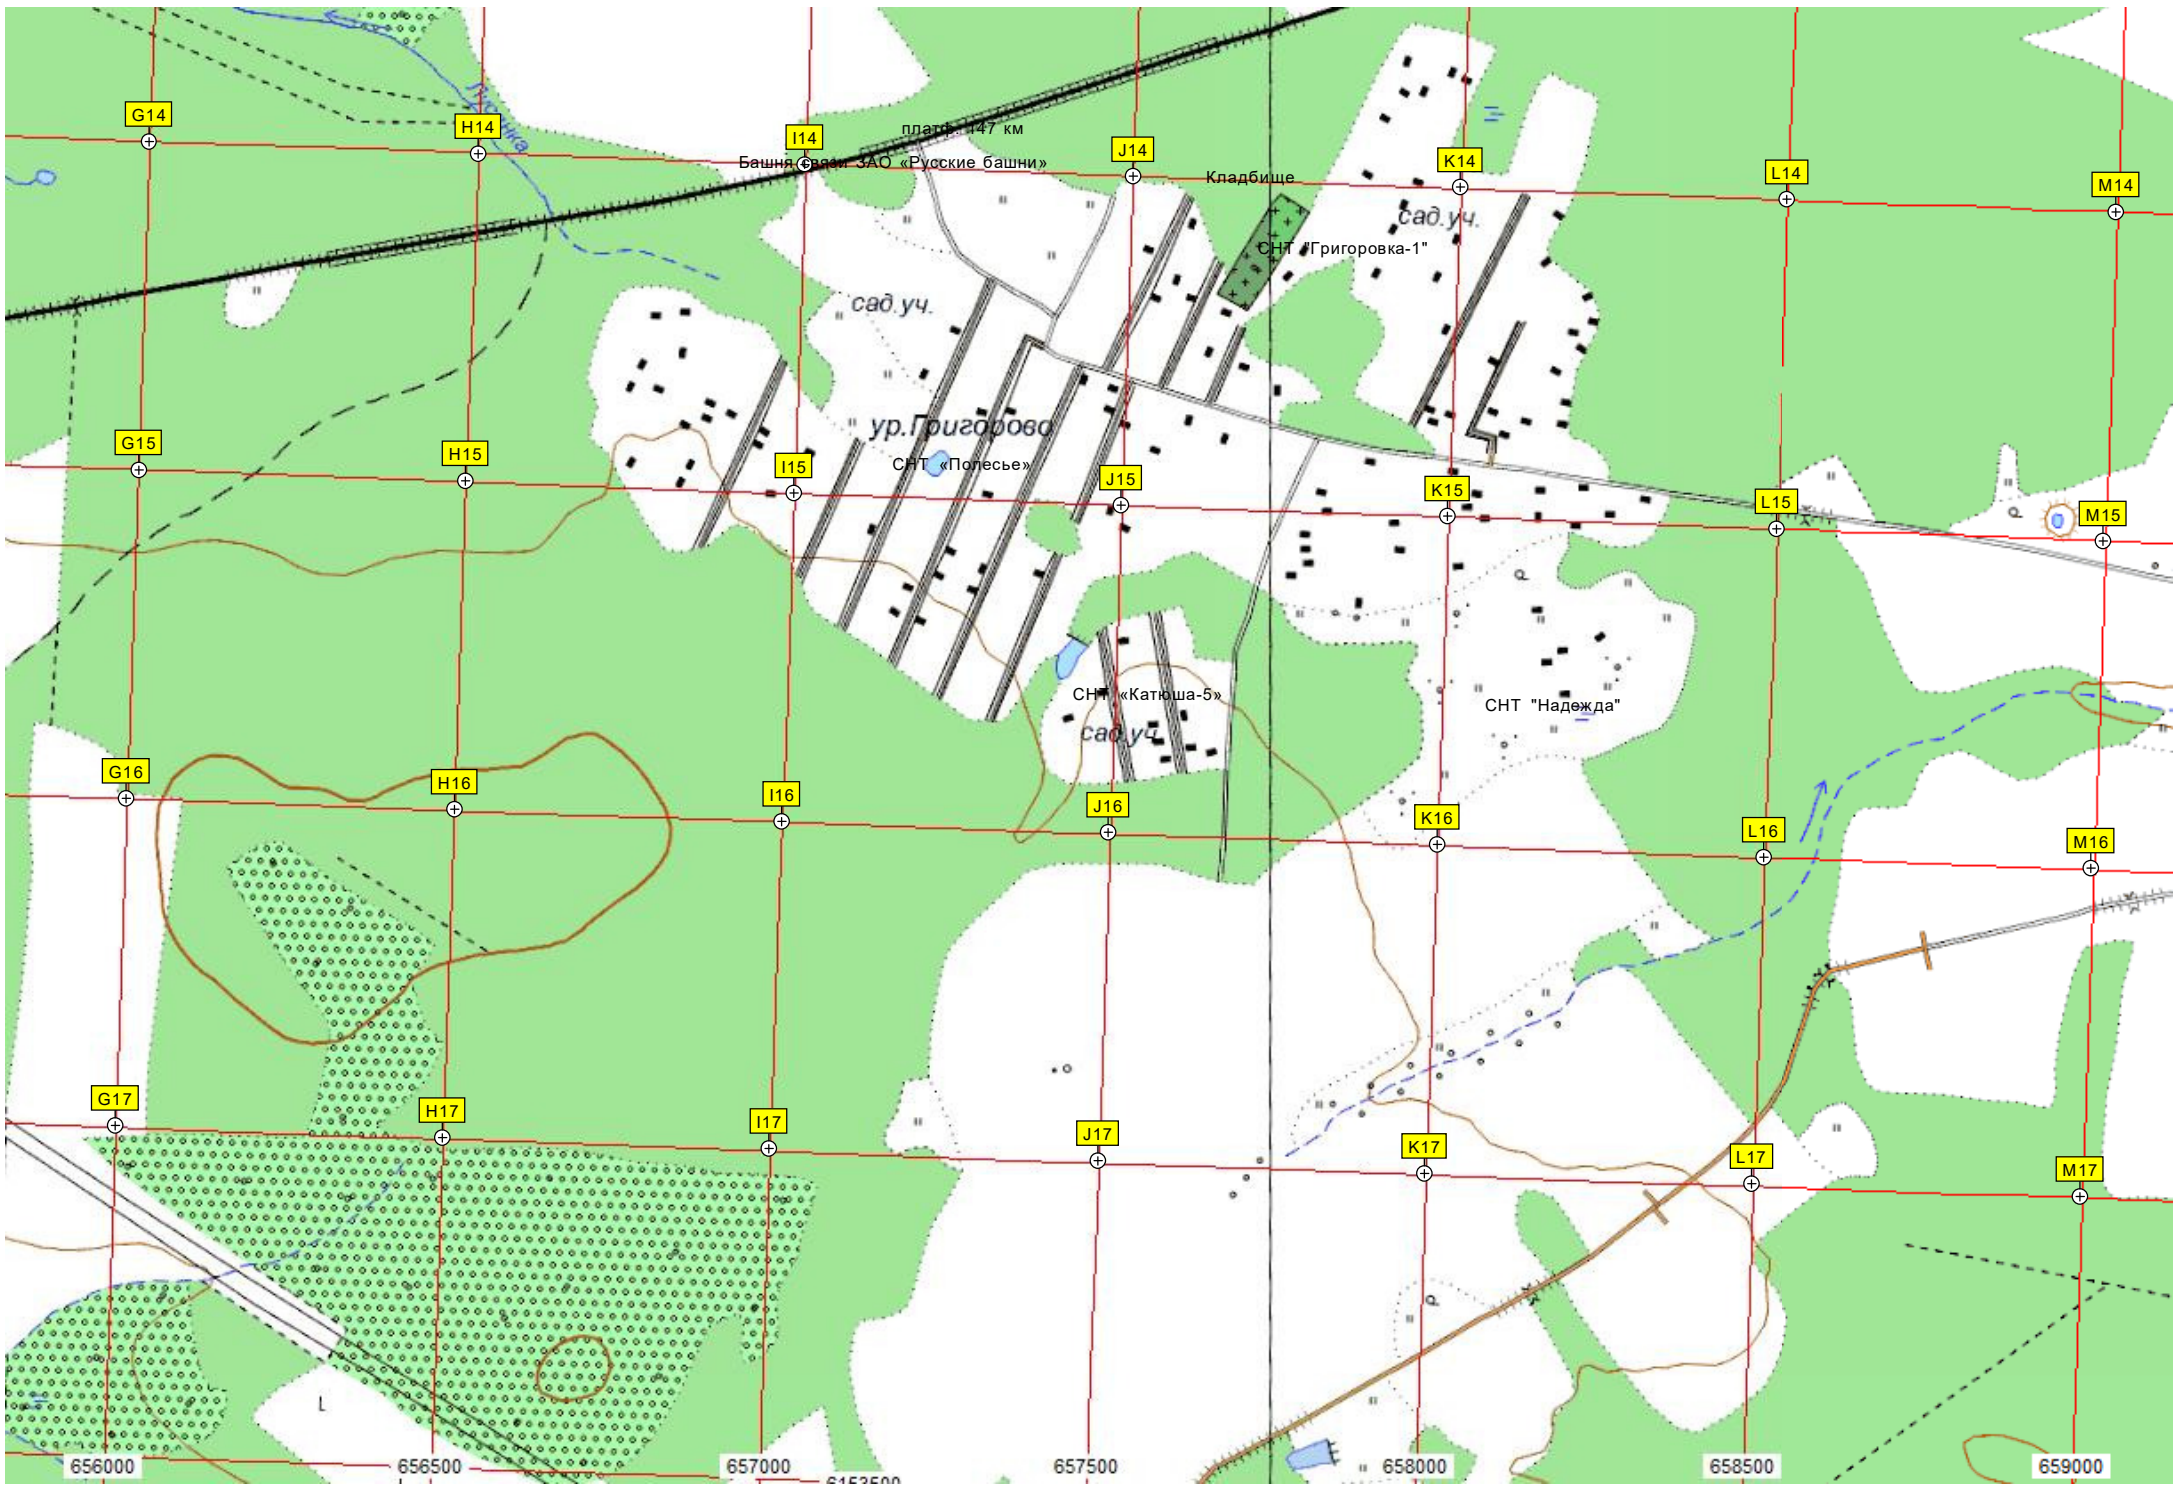 Лусянка
G14
H14
I14
платф. 147 км
J14
Башня связи ЗАО «Русские башни»
K14
Кладбище
L14
M14
сад.уч.
СНТ "Григоровка-1"
сад.уч.
ур.Григорово
G15
H15
I15
СНТ «Полесье»
J15
K15
L15
M15
СНТ «Катюша-5»
СНТ "Надежда"
сад.уч.
G16
H16
I16
J16
K16
L16
M16
G17
H17
I17
J17
K17
L17
M17
656000
656500
657000
657500
658000
658500
659000
6153500